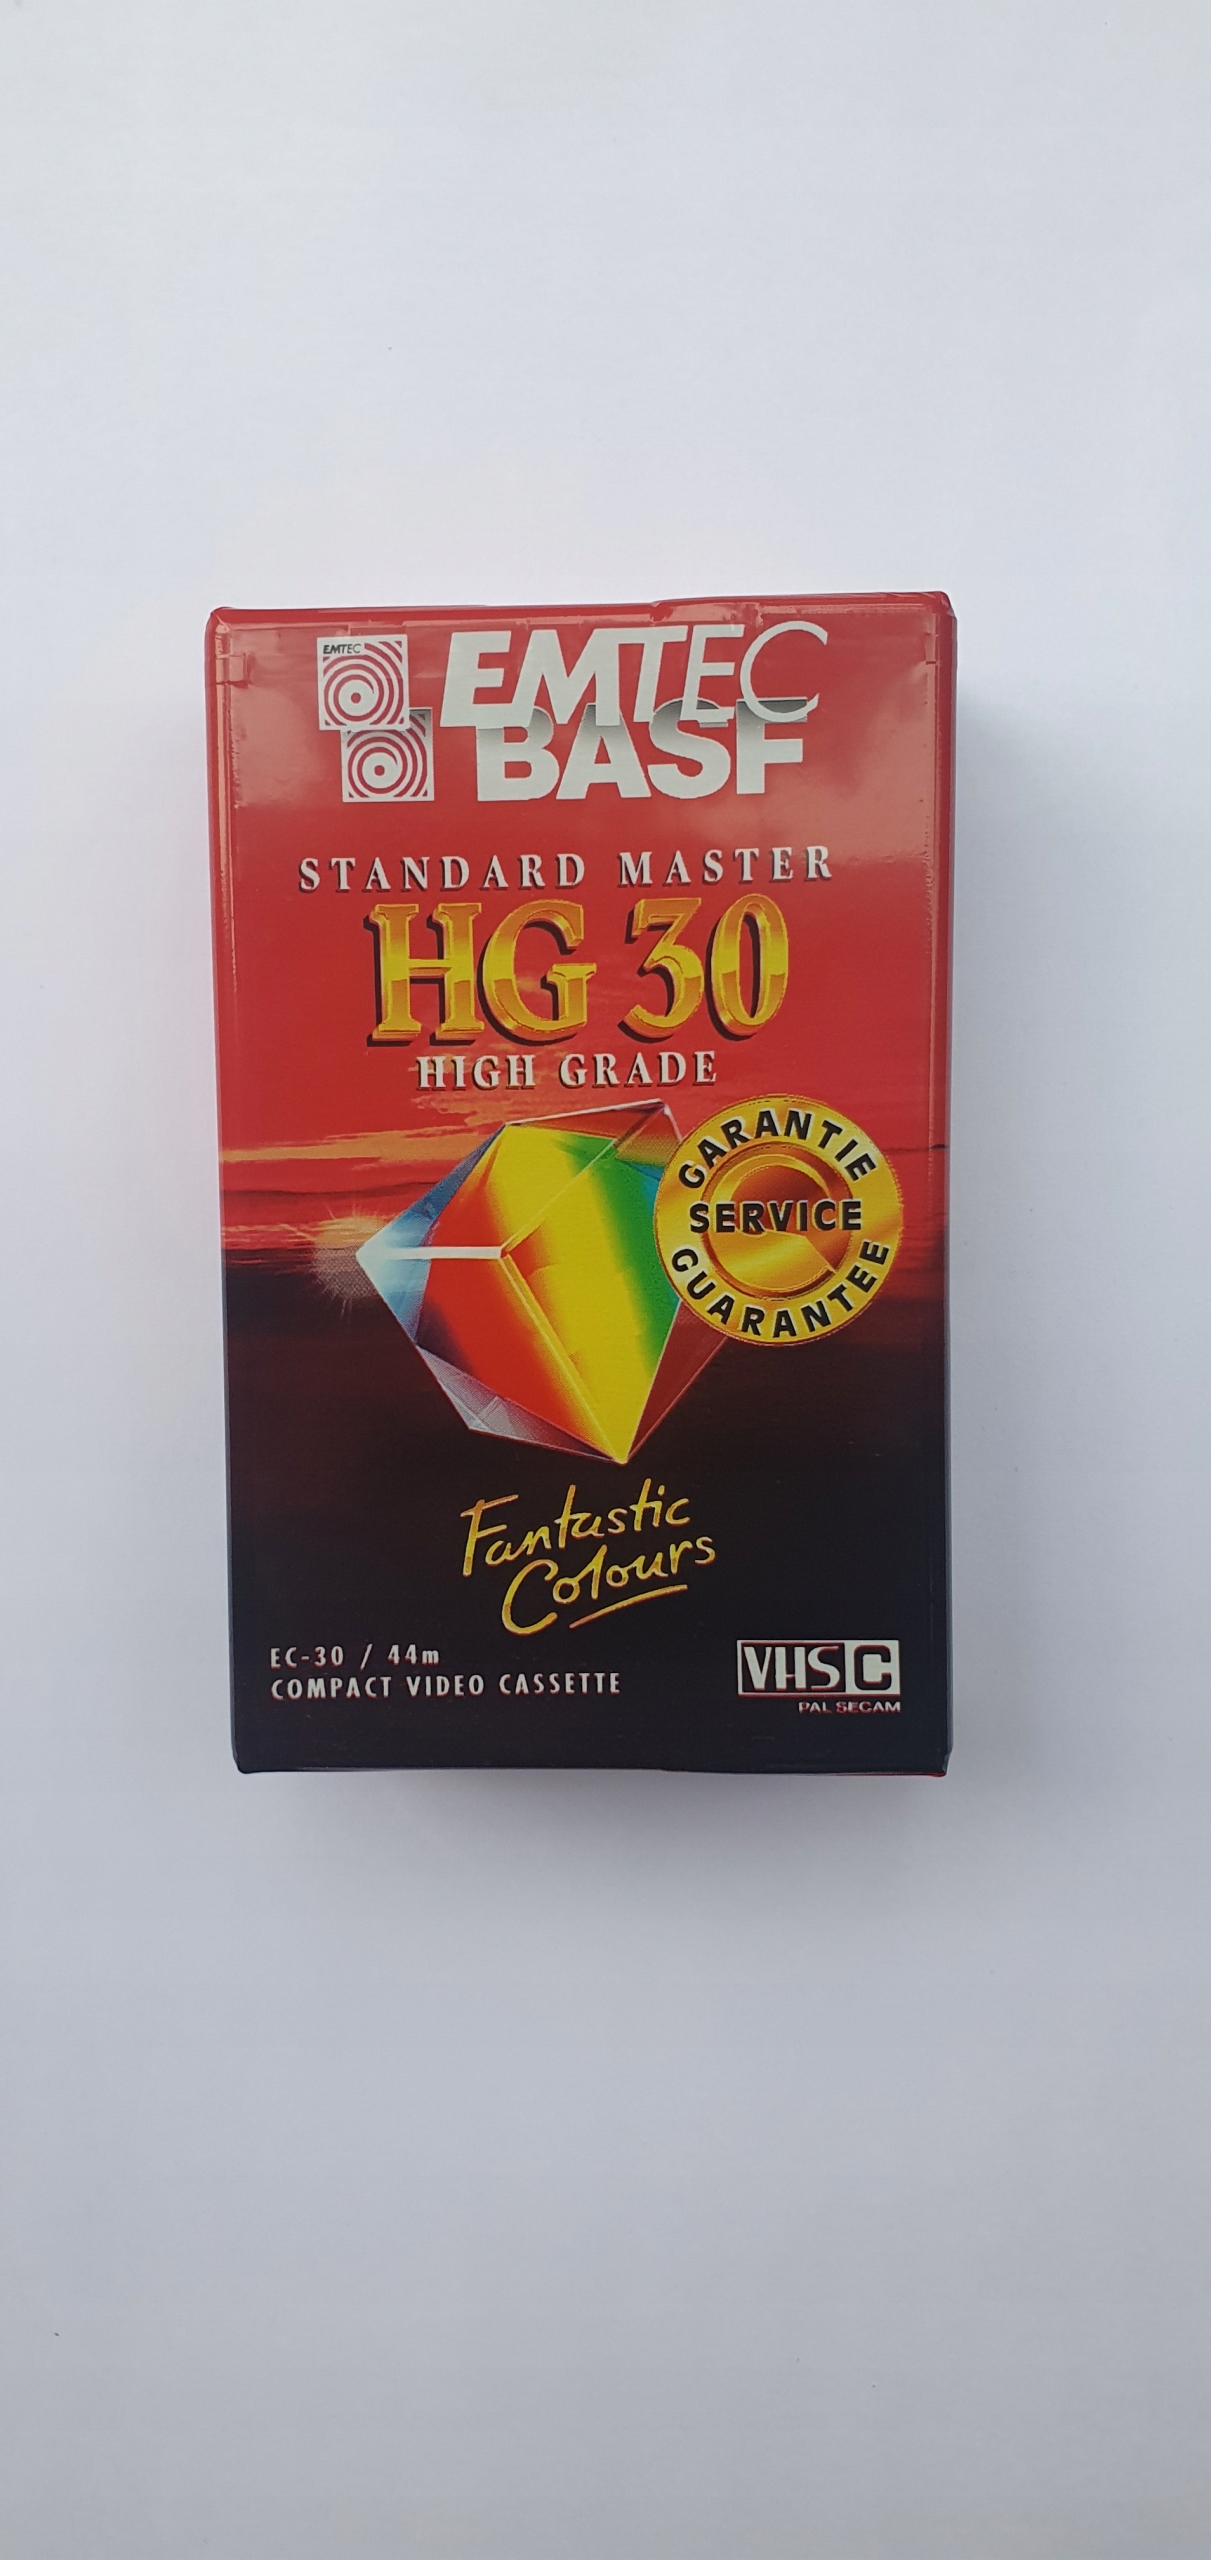 EMTEC
EMTEC
BASF
STANDARD MASTER
HG 30
HIGH GRADE
GARANTIE
SERVICE
GUARANTEE
Fantastic
Colours
EC-30 / 44m
COMPACT VIDEO CASSETTE
VHS C
PAL SECAM